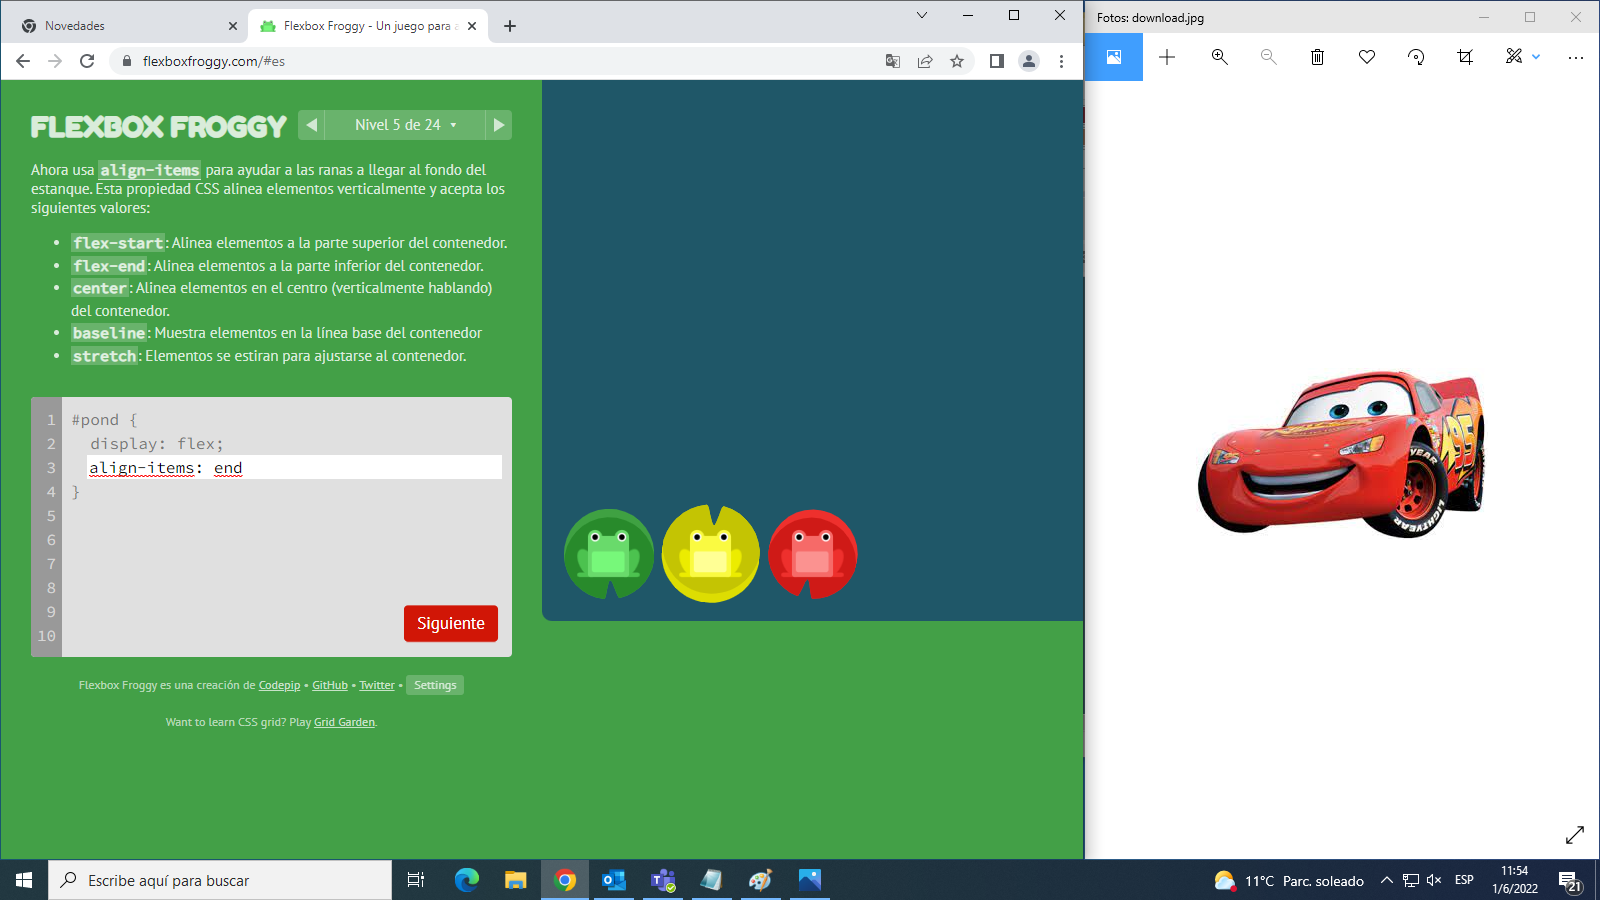 Novedades
Flexbox Froggy - Un juego para a
flexboxfroggy.com/#es
FLEXBOX FROGGY
Nivel 5 de 24
Ahora usa align-items para ayudar a las ranas a llegar al fondo del
estanque. Esta propiedad CSS alinea elementos verticalmente y acepta los
siguientes valores:
• flex-start: Alinea elementos a la parte superior del contenedor.
• flex-end: Alinea elementos a la parte inferior del contenedor.
• center: Alinea elementos en el centro (verticalmente hablando)
del contenedor.
• baseline: Muestra elementos en la línea base del contenedor
• stretch: Elementos se estiran para ajustarse al contenedor.
1 #pond {
2 display: flex;
3 align-items: end
4 }
5
6
7
8
9
10
Siguiente
Flexbox Froggy es una creación de Codepip • GitHub • Twitter • Settings
Want to learn CSS grid? Play Grid Garden.
Fotos: download.jpg
95
GOODYEAR
LIGHTYEAR
Escribe aquí para buscar
11°C Parc. soleado
ESP
11:54
1/6/2022
21